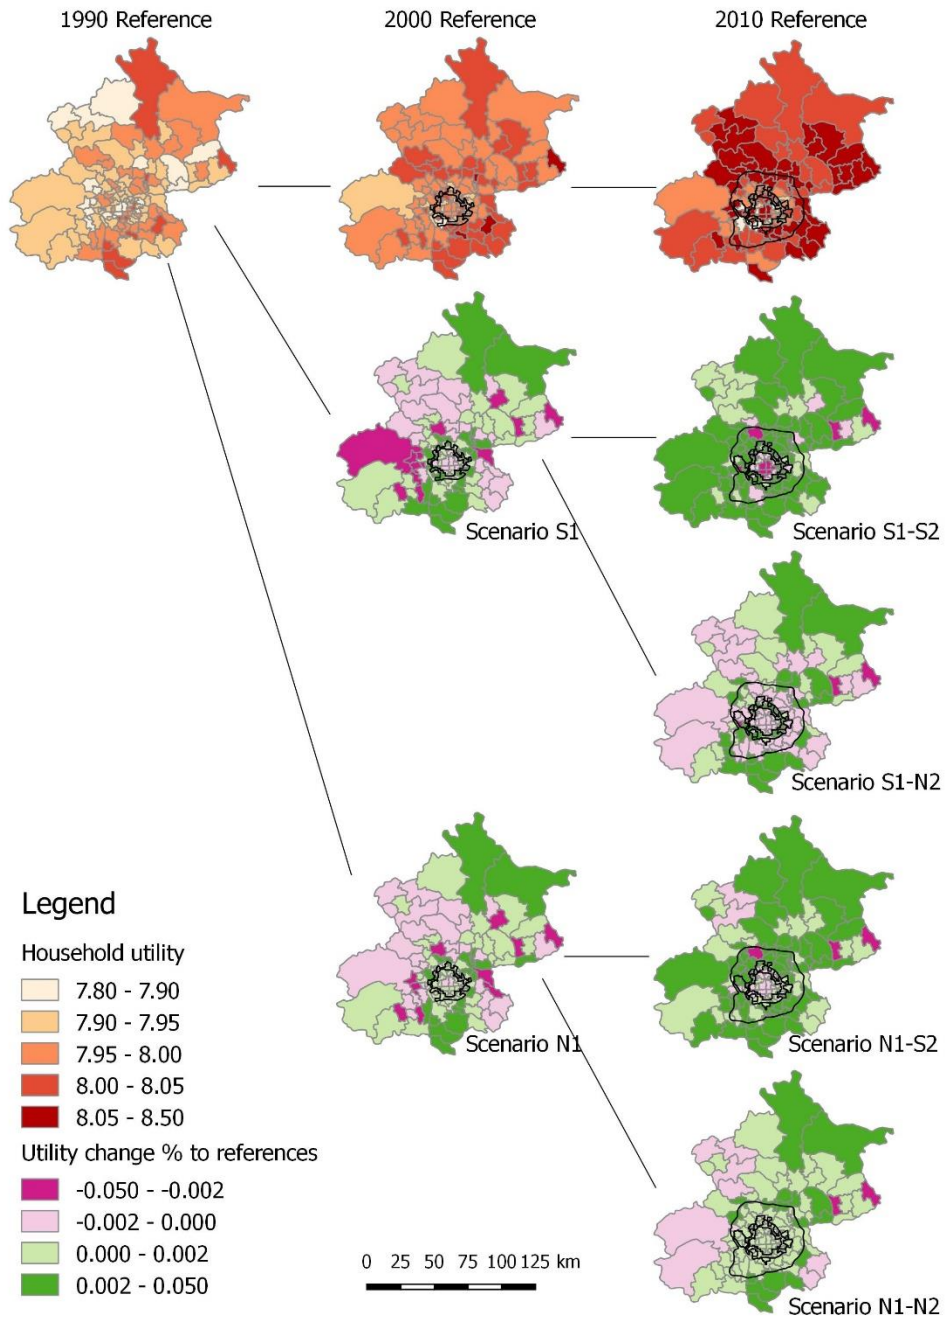 1990 Reference
2000 Reference
2010 Reference
Scenario S1
Scenario S1-S2
Scenario S1-N2
Scenario N1
Scenario N1-S2
Scenario N1-N2
Legend
Household utility
7.80 - 7.90
7.90 - 7.95
7.95 - 8.00
8.00 - 8.05
8.05 - 8.50
Utility change % to references
-0.050 - -0.002
-0.002 - 0.000
0.000 - 0.002
0.002 - 0.050
0 25 50 75 100 125 km